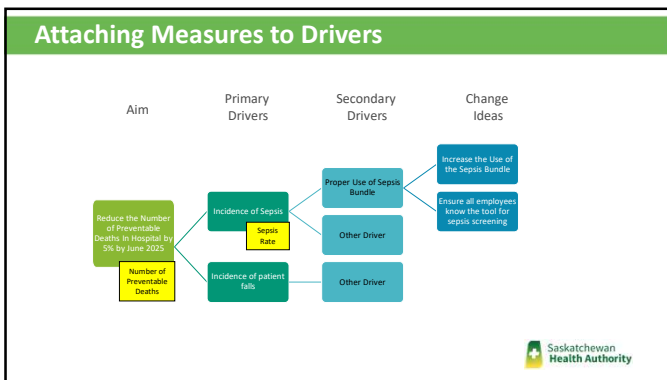 Attaching Measures to Drivers
Aim
Primary
Drivers
Secondary
Drivers
Change
Ideas
Reduce the Number
of Preventable
Deaths In Hospital by
5% by June 2025
Number of
Preventable
Deaths
Incidence of Sepsis
Sepsis
Rate
Incidence of patient
falls
Proper Use of Sepsis
Bundle
Other Driver
Other Driver
Increase the Use of
the Sepsis Bundle
Ensure all employees
know the tool for
sepsis screening
Saskatchewan
Health Authority